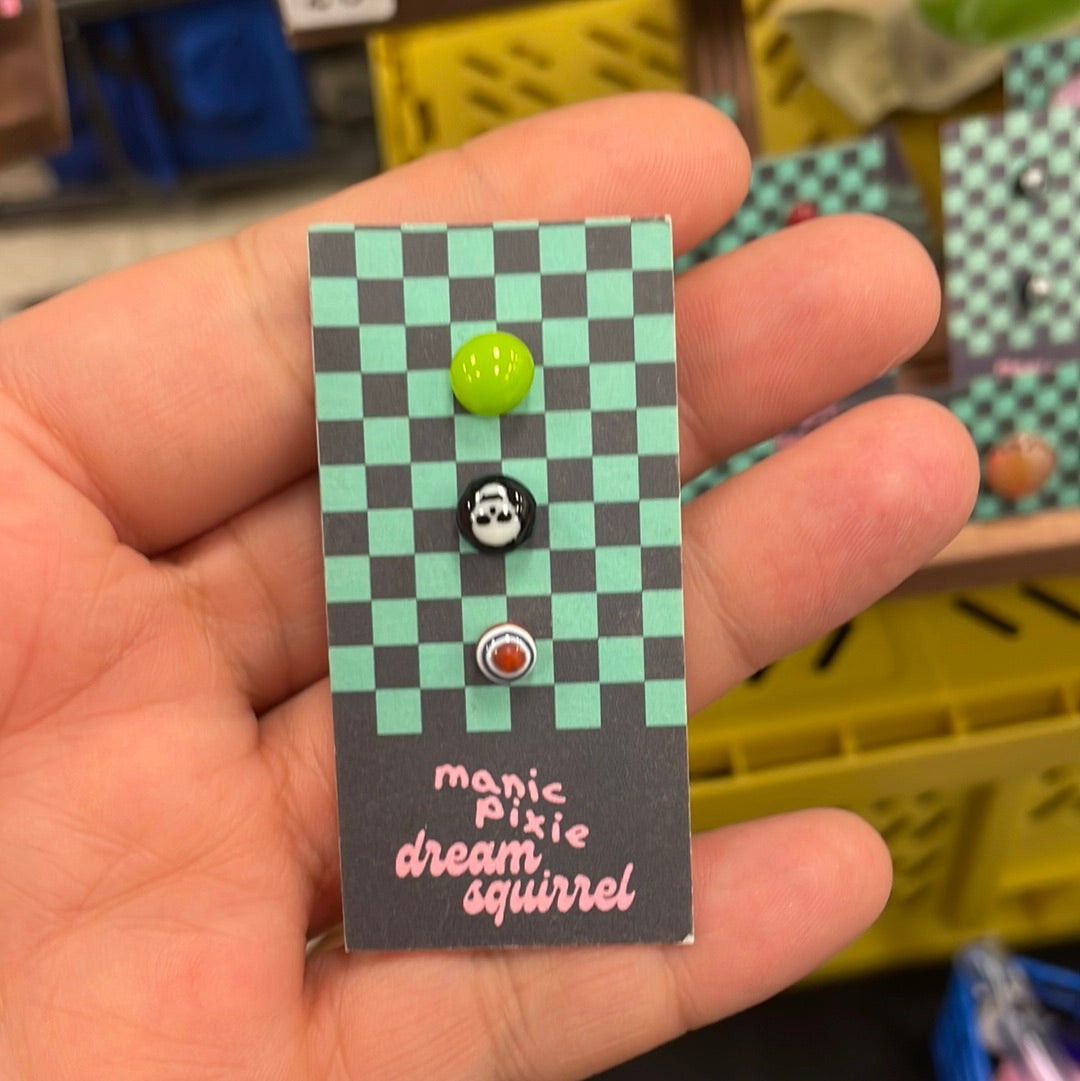 manic
pixie
dream
squirrel